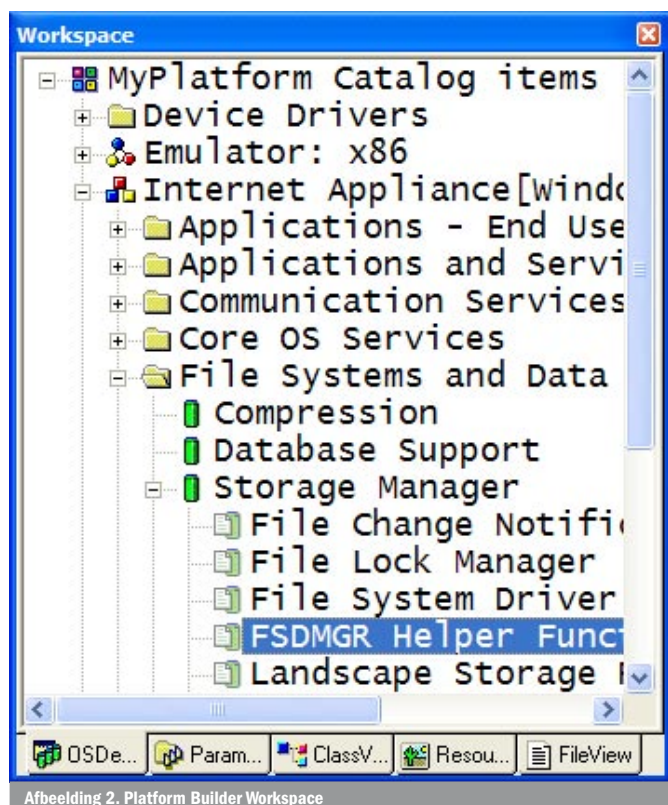 Workspace
MyPlatform Catalog items
Device Drivers
Emulator: x86
Internet Appliance[Windo
Applications - End Use
Applications and Servi
Communication Services
Core OS Services
File Systems and Data
Compression
Database Support
Storage Manager
File Change Notifi
File Lock Manager
File System Driver
FSDMGR Helper Funct
Landscape Storage
OSDe... Param... ClassV... Resou... FileView
Afbeelding 2. Platform Builder Workspace